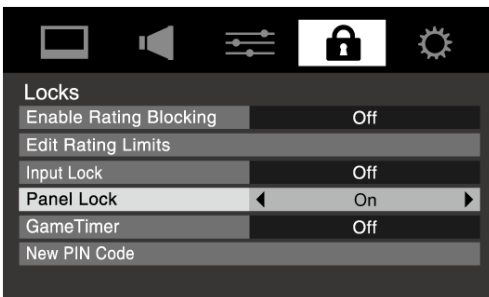 Locks
Enable Rating Blocking Off
Edit Rating Limits
Input Lock Off
Panel Lock On
GameTimer Off
New PIN Code